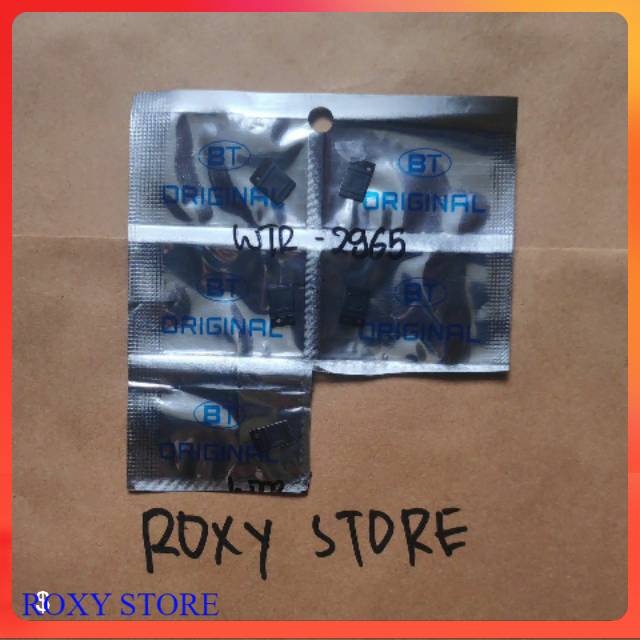 BT BT
ORIGINAL ORIGINAL
WTR - 2965
BT BT
ORIGINAL ORIGINAL
BT
ORIGINAL
ROXY STORE
ROXY STORE